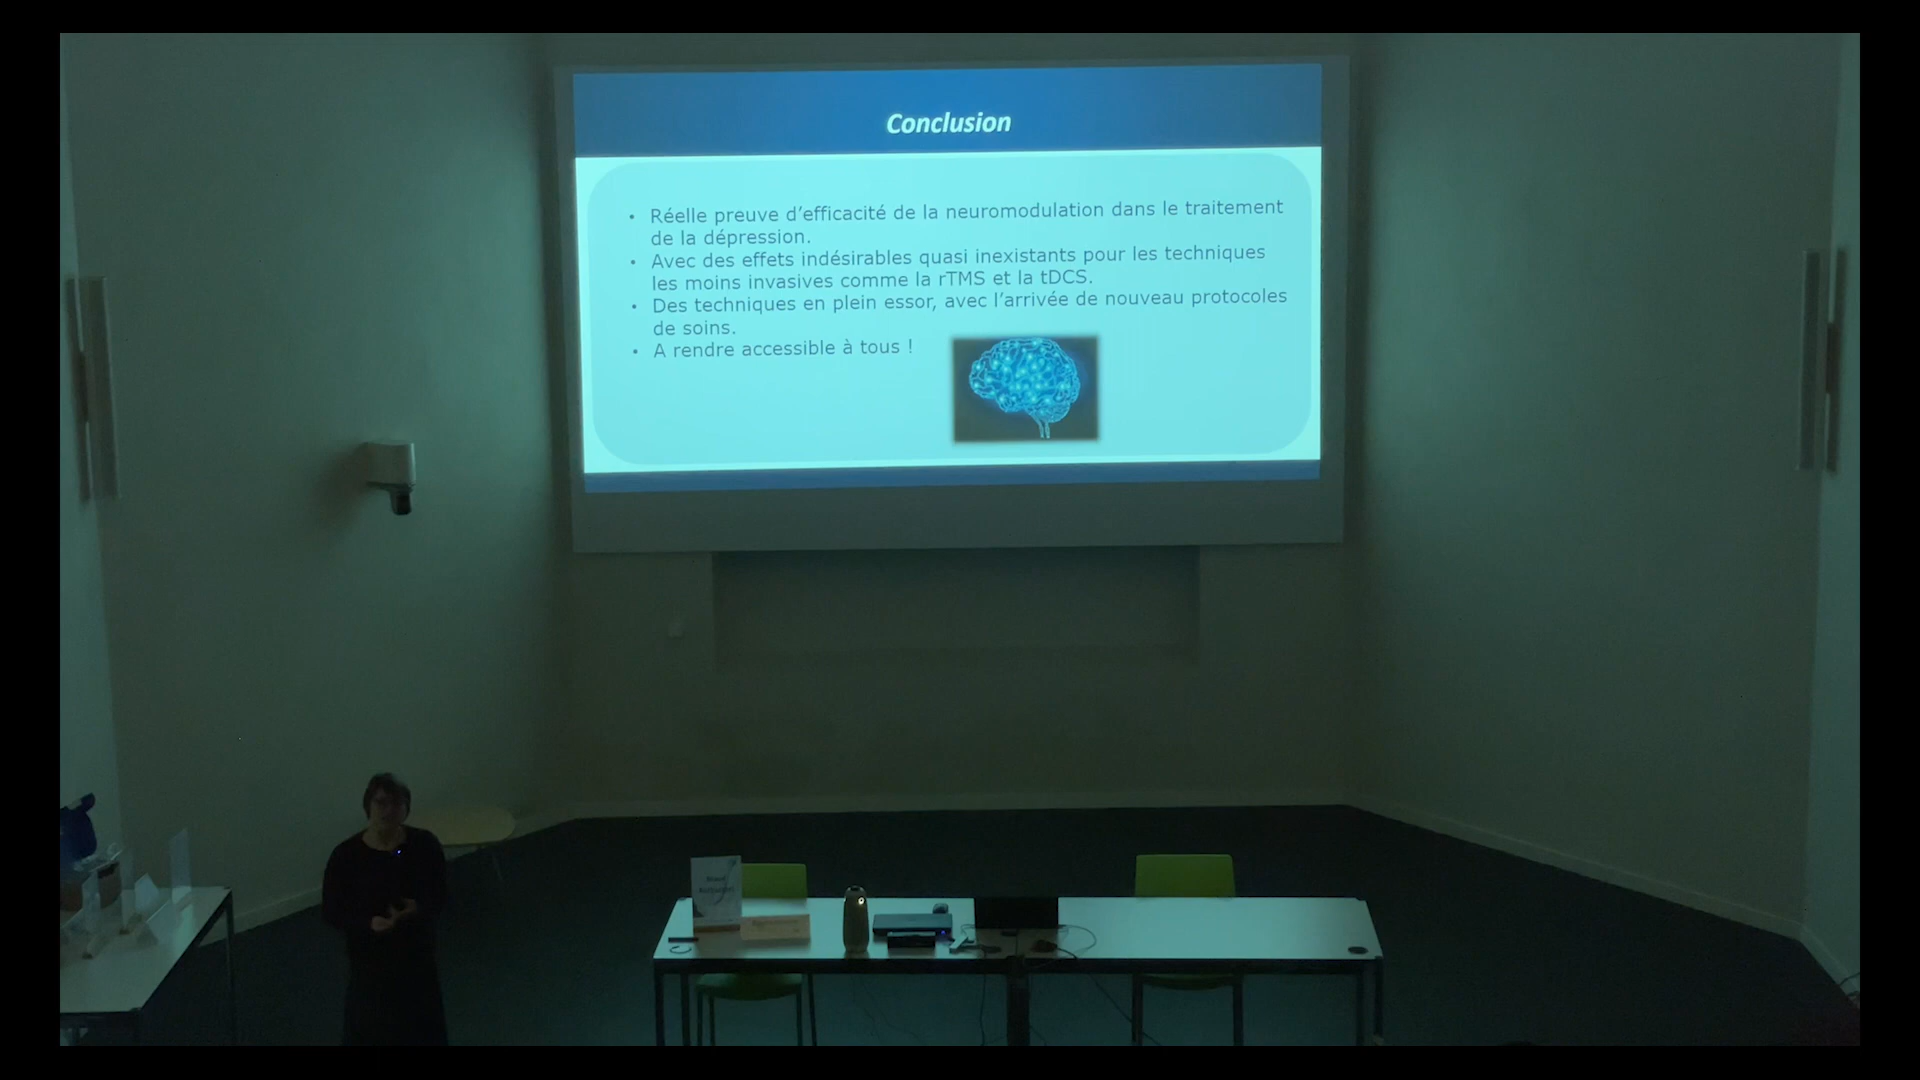 Conclusion
• Réelle preuve d'efficacité de la neuromodulation dans le traitement
de la dépression.
• Avec des effets indésirables quasi inexistants pour les techniques
les moins invasives comme la rTMS et la tDCS.
• Des techniques en plein essor, avec l'arrivée de nouveau protocoles
de soins.
• A rendre accessible à tous !